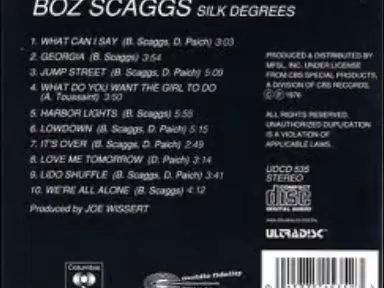 BOZ SCAGGS SILK DEGREES
1. WHAT CAN I SAY (B. Scaggs, D. Paich) 3:03
2. GEORGIA (B. Scaggs) 3:54
3. JUMP STREET (B. Scaggs, D. Paich) 5:09
4. WHAT DO YOU WANT THE GIRL TO DO
(A. Toussaint) 3:50
5. HARBOR LIGHTS (B. Scaggs) 5:55
6. LOWDOWN (B. Scaggs, D. Paich) 5:15
7. IT'S OVER (B. Scaggs, D. Paich) 2:49
8. LOVE ME TOMORROW (D. Paich) 3:14
9. LIDO SHUFFLE (B. Scaggs, D. Paich) 3:41
10. WE'RE ALL ALONE (B. Scaggs) 4:12
Produced by JOE WISSERT
PRODUCED & DISTRIBUTED BY
MFSL, INC. UNDER LICENSE
FROM CBS SPECIAL PRODUCTS,
A DIVISION OF CBS RECORDS.
Ⓒ Ⓟ 1976
ALL RIGHTS RESERVED.
UNAUTHORIZED DUPLICATION
IS A VIOLATION OF
APPLICABLE LAWS.
UDCD 535
STEREO
COMPACT
disc
DIGITAL AUDIO
ULTRADISC
Columbia
mobile fidelity